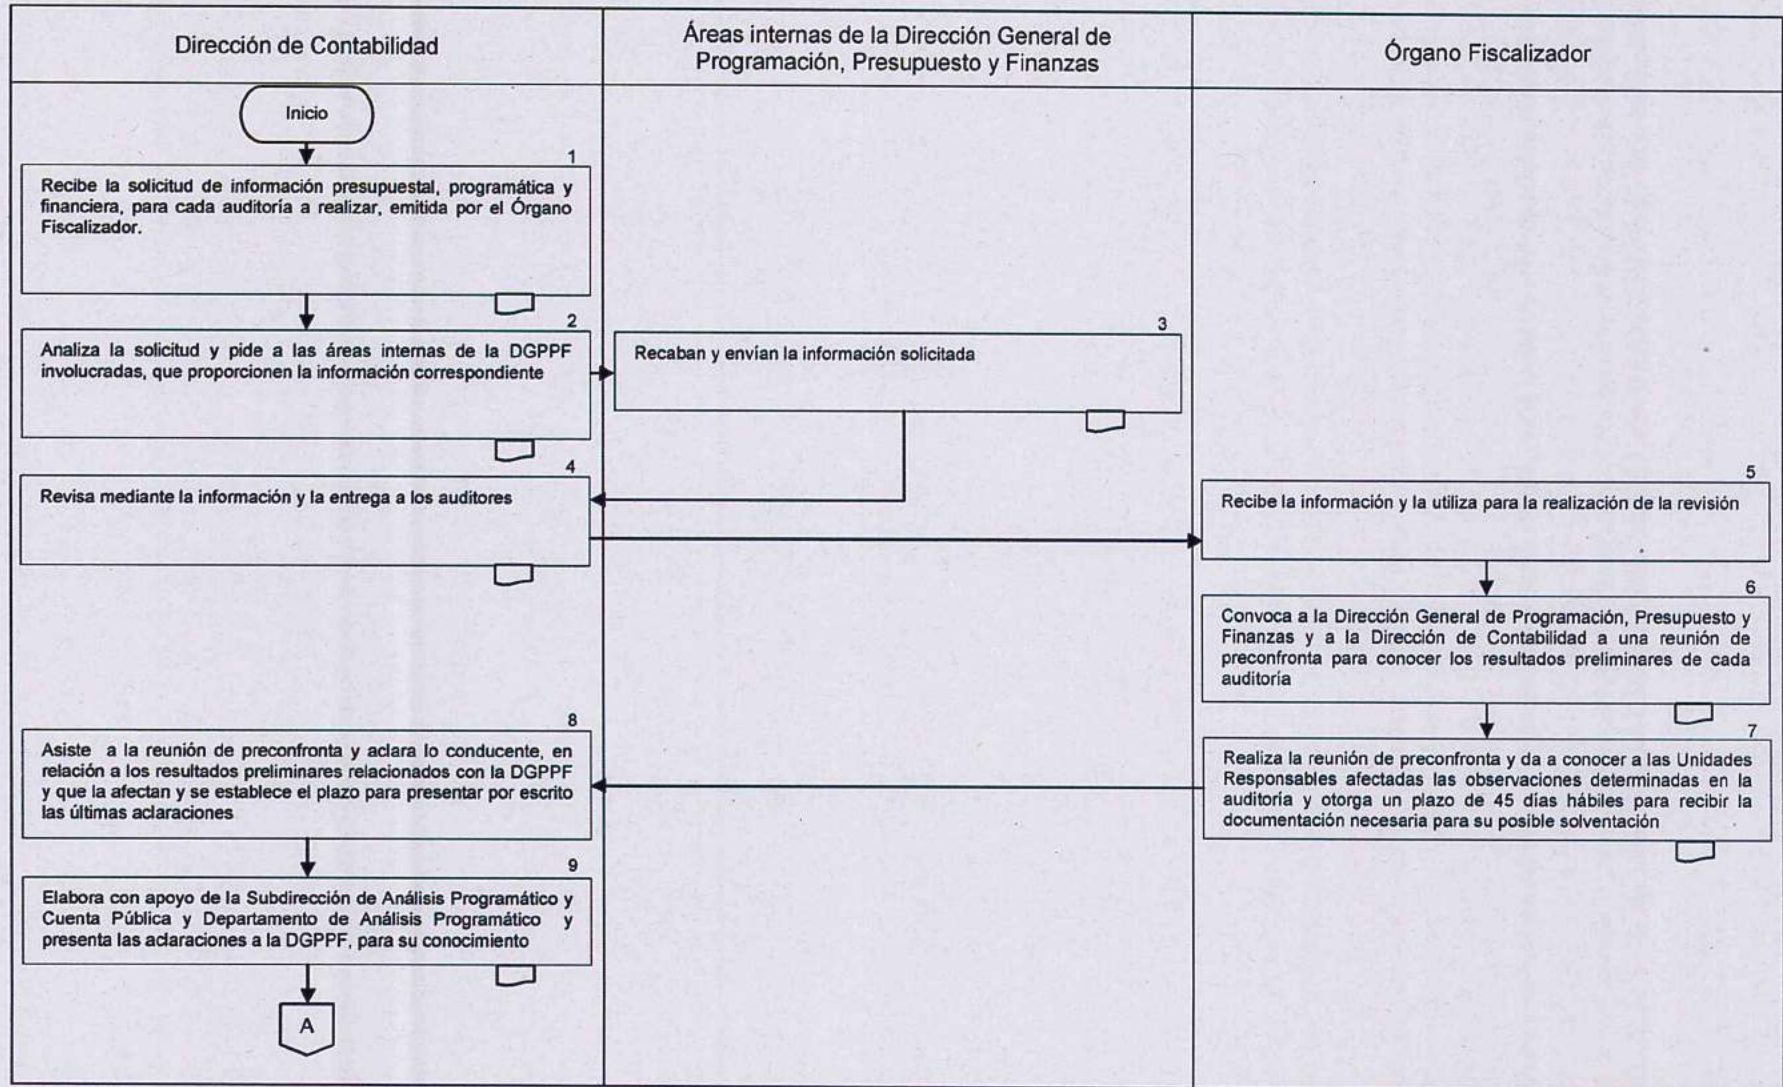 Dirección de Contabilidad
Áreas internas de la Dirección General de
Programación, Presupuesto y Finanzas
Órgano Fiscalizador
Inicio
1
Recibe la solicitud de información presupuestal, programática y
financiera, para cada auditoría a realizar, emitida por el Órgano
Fiscalizador.
2
Analiza la solicitud y pide a las áreas internas de la DGPPF
involucradas, que proporcionen la información correspondiente
3
Recaban y envían la información solicitada
4
Revisa mediante la información y la entrega a los auditores
5
Recibe la información y la utiliza para la realización de la revisión
6
Convoca a la Dirección General de Programación, Presupuesto y
Finanzas y a la Dirección de Contabilidad a una reunión de
preconfronta para conocer los resultados preliminares de cada
auditoría
7
Realiza la reunión de preconfronta y da a conocer a las Unidades
Responsables afectadas las observaciones determinadas en la
auditoría y otorga un plazo de 45 días hábiles para recibir la
documentación necesaria para su posible solventación
8
Asiste a la reunión de preconfronta y aclara lo conducente, en
relación a los resultados preliminares relacionados con la DGPPF
y que la afectan y se establece el plazo para presentar por escrito
las últimas aclaraciones
9
Elabora con apoyo de la Subdirección de Análisis Programático y
Cuenta Pública y Departamento de Análisis Programático y
presenta las aclaraciones a la DGPPF, para su conocimiento
A